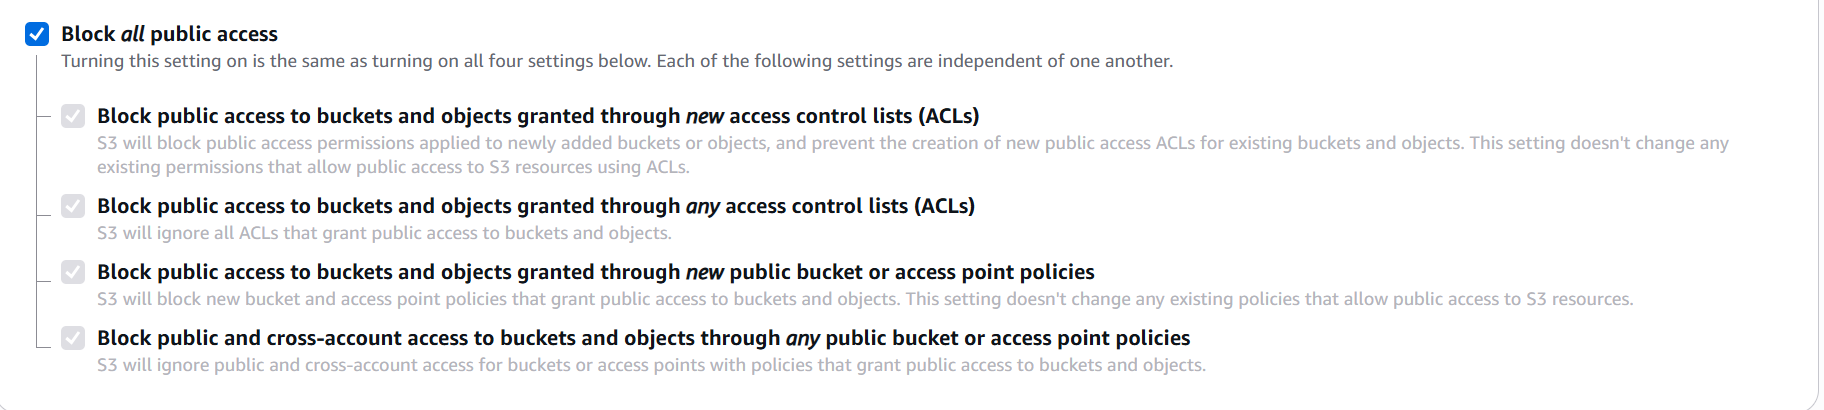 Block all public access
Turning this setting on is the same as turning on all four settings below. Each of the following settings are independent of one another.
Block public access to buckets and objects granted through new access control lists (ACLs)
S3 will block public access permissions applied to newly added buckets or objects, and prevent the creation of new public access ACLs for existing buckets and objects. This setting doesn't change any
existing permissions that allow public access to S3 resources using ACLs.
Block public access to buckets and objects granted through any access control lists (ACLs)
S3 will ignore all ACLs that grant public access to buckets and objects.
Block public access to buckets and objects granted through new public bucket or access point policies
S3 will block new bucket and access point policies that grant public access to buckets and objects. This setting doesn't change any existing policies that allow public access to S3 resources.
Block public and cross-account access to buckets and objects through any public bucket or access point policies
S3 will ignore public and cross-account access for buckets or access points with policies that grant public access to buckets and objects.